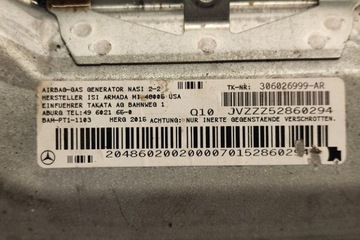 AIRBAG-GAS GENERATOR NASI 2-2
HERSTELLER ISI ARMADA MI 48005 USA
EINFUEHRER TAKATA AG BAHNWEG 1
ABURG TEL:49 6021 65-0
BAM-PT1-1103 HERG 2016 ACHTUNG: NUR INERTE GEGENSTAENDE VERSCHROTTEN.
TK-NR: 306026999-AR
Q10 JVZZZ52860294